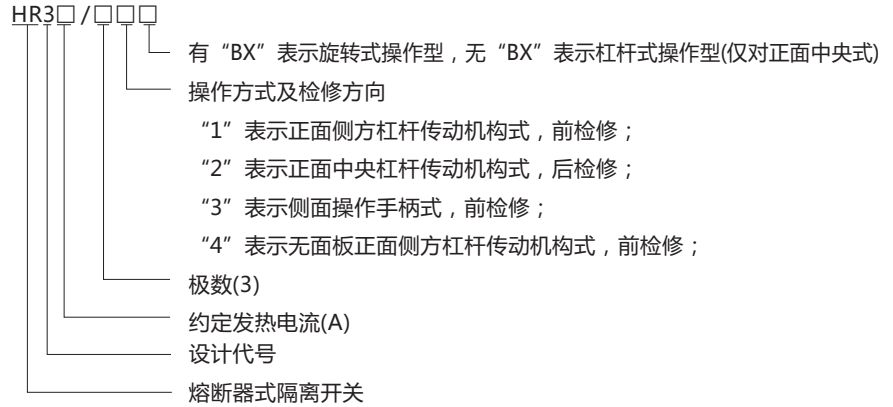 HR3□/□□□
有“BX”表示旋转式操作型，无“BX”表示杠杆式操作型(仅对正面中央式)
操作方式及检修方向
“1”表示正面侧方杠杆传动机构式，前检修；
“2”表示正面中央杠杆传动机构式，后检修；
“3”表示侧面操作手柄式，前检修；
“4”表示无面板正面侧方杠杆传动机构式，前检修；
极数(3)
约定发热电流(A)
设计代号
熔断器式隔离开关